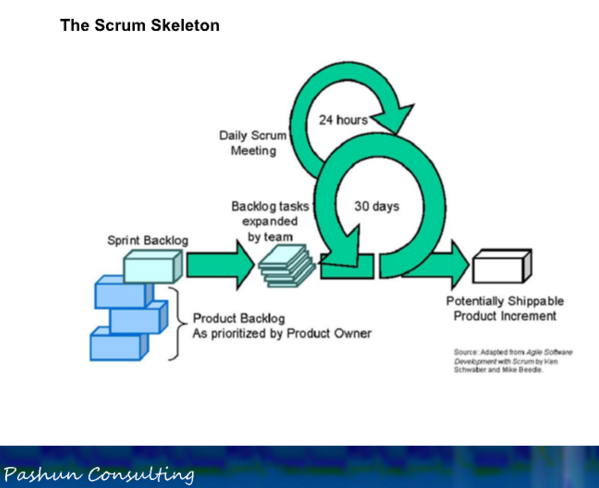 The Scrum Skeleton
24 hours
Daily Scrum
Meeting
Backlog tasks
expanded
by team
30 days
Sprint Backlog
Product Backlog
As prioritized by Product Owner
Potentially Shippable
Product Increment
Source: Adapted from Agile Software
Development with Scrum by Ken
Schwaber and Mike Beedle.
Pashun Consulting